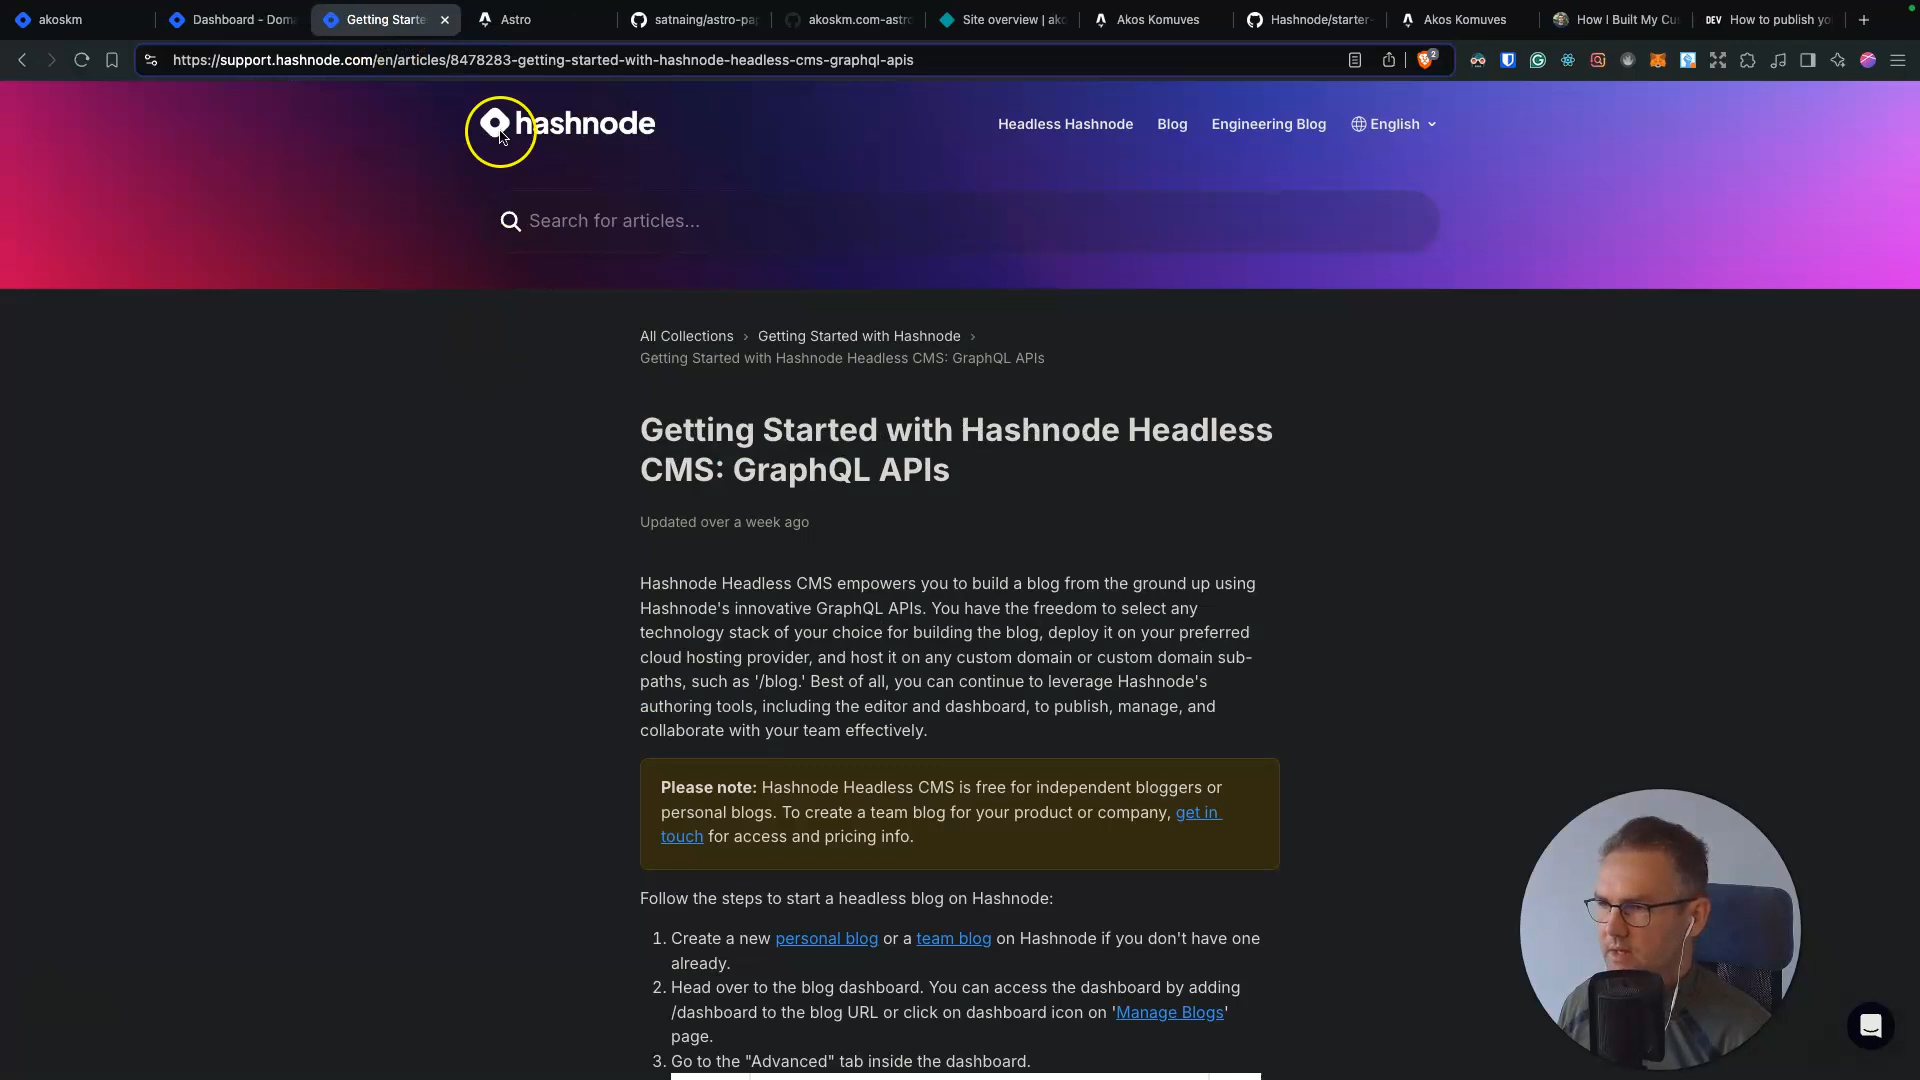 akoskm
Dashboard - Dom
Getting Starte
Astro
satnaing/astro-pa
akoskm.com-astr
Site overview | ako
Akos Komuves
Hashnode/starter-
Akos Komuves
How I Built My Cu
DEV How to publish yo
https://support.hashnode.com/en/articles/8478283-getting-started-with-hashnode-headless-cms-graphql-apis
2
hashnode
Headless Hashnode
Blog
Engineering Blog
English
Search for articles...
All Collections > Getting Started with Hashnode >
Getting Started with Hashnode Headless CMS: GraphQL APIs
Getting Started with Hashnode Headless
CMS: GraphQL APIs
Updated over a week ago
Hashnode Headless CMS empowers you to build a blog from the ground up using
Hashnode's innovative GraphQL APIs. You have the freedom to select any
technology stack of your choice for building the blog, deploy it on your preferred
cloud hosting provider, and host it on any custom domain or custom domain sub-
paths, such as '/blog.' Best of all, you can continue to leverage Hashnode's
authoring tools, including the editor and dashboard, to publish, manage, and
collaborate with your team effectively.
Please note: Hashnode Headless CMS is free for independent bloggers or
personal blogs. To create a team blog for your product or company, get in
touch for access and pricing info.
Follow the steps to start a headless blog on Hashnode:
1. Create a new personal blog or a team blog on Hashnode if you don't have one
already.
2. Head over to the blog dashboard. You can access the dashboard by adding
/dashboard to the blog URL or click on dashboard icon on 'Manage Blogs'
page.
3. Go to the "Advanced" tab inside the dashboard.